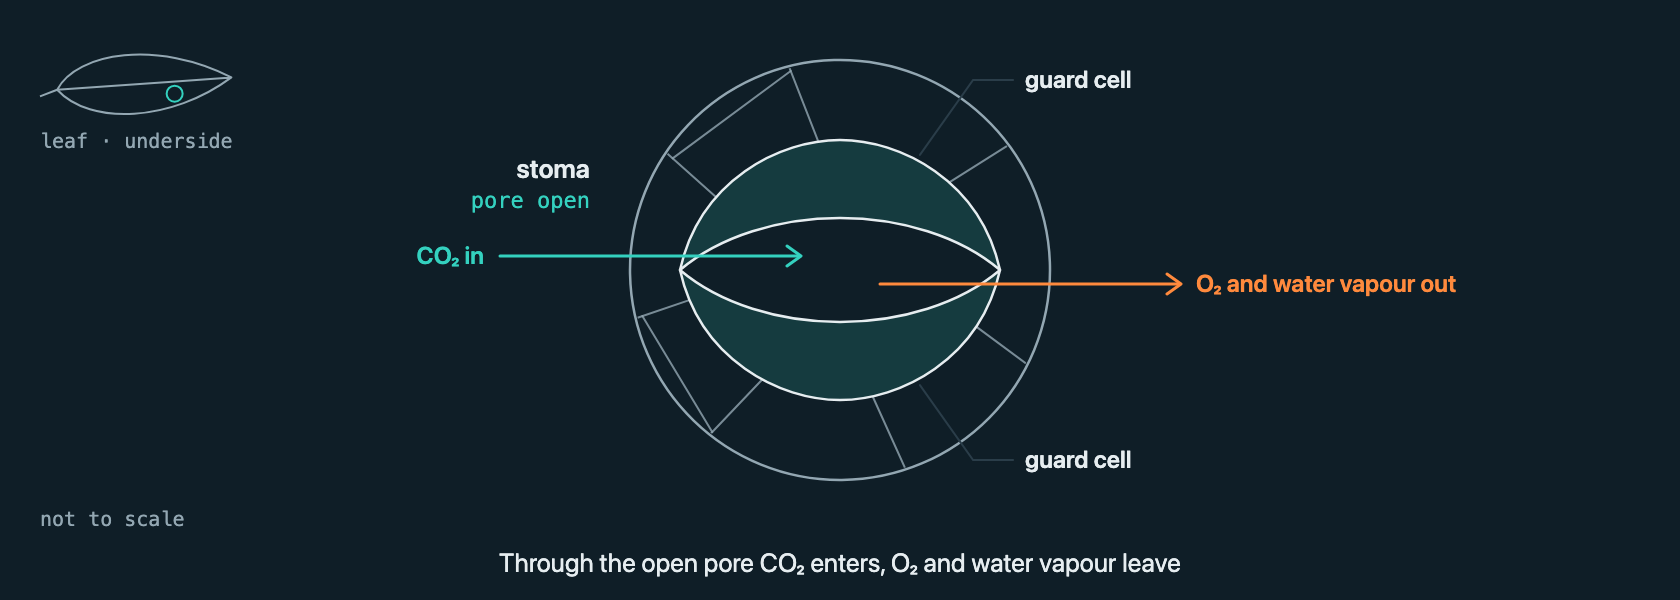 leaf · underside
guard cell
stoma
pore open
CO₂ in
O₂ and water vapour out
guard cell
not to scale
Through the open pore CO₂ enters, O₂ and water vapour leave